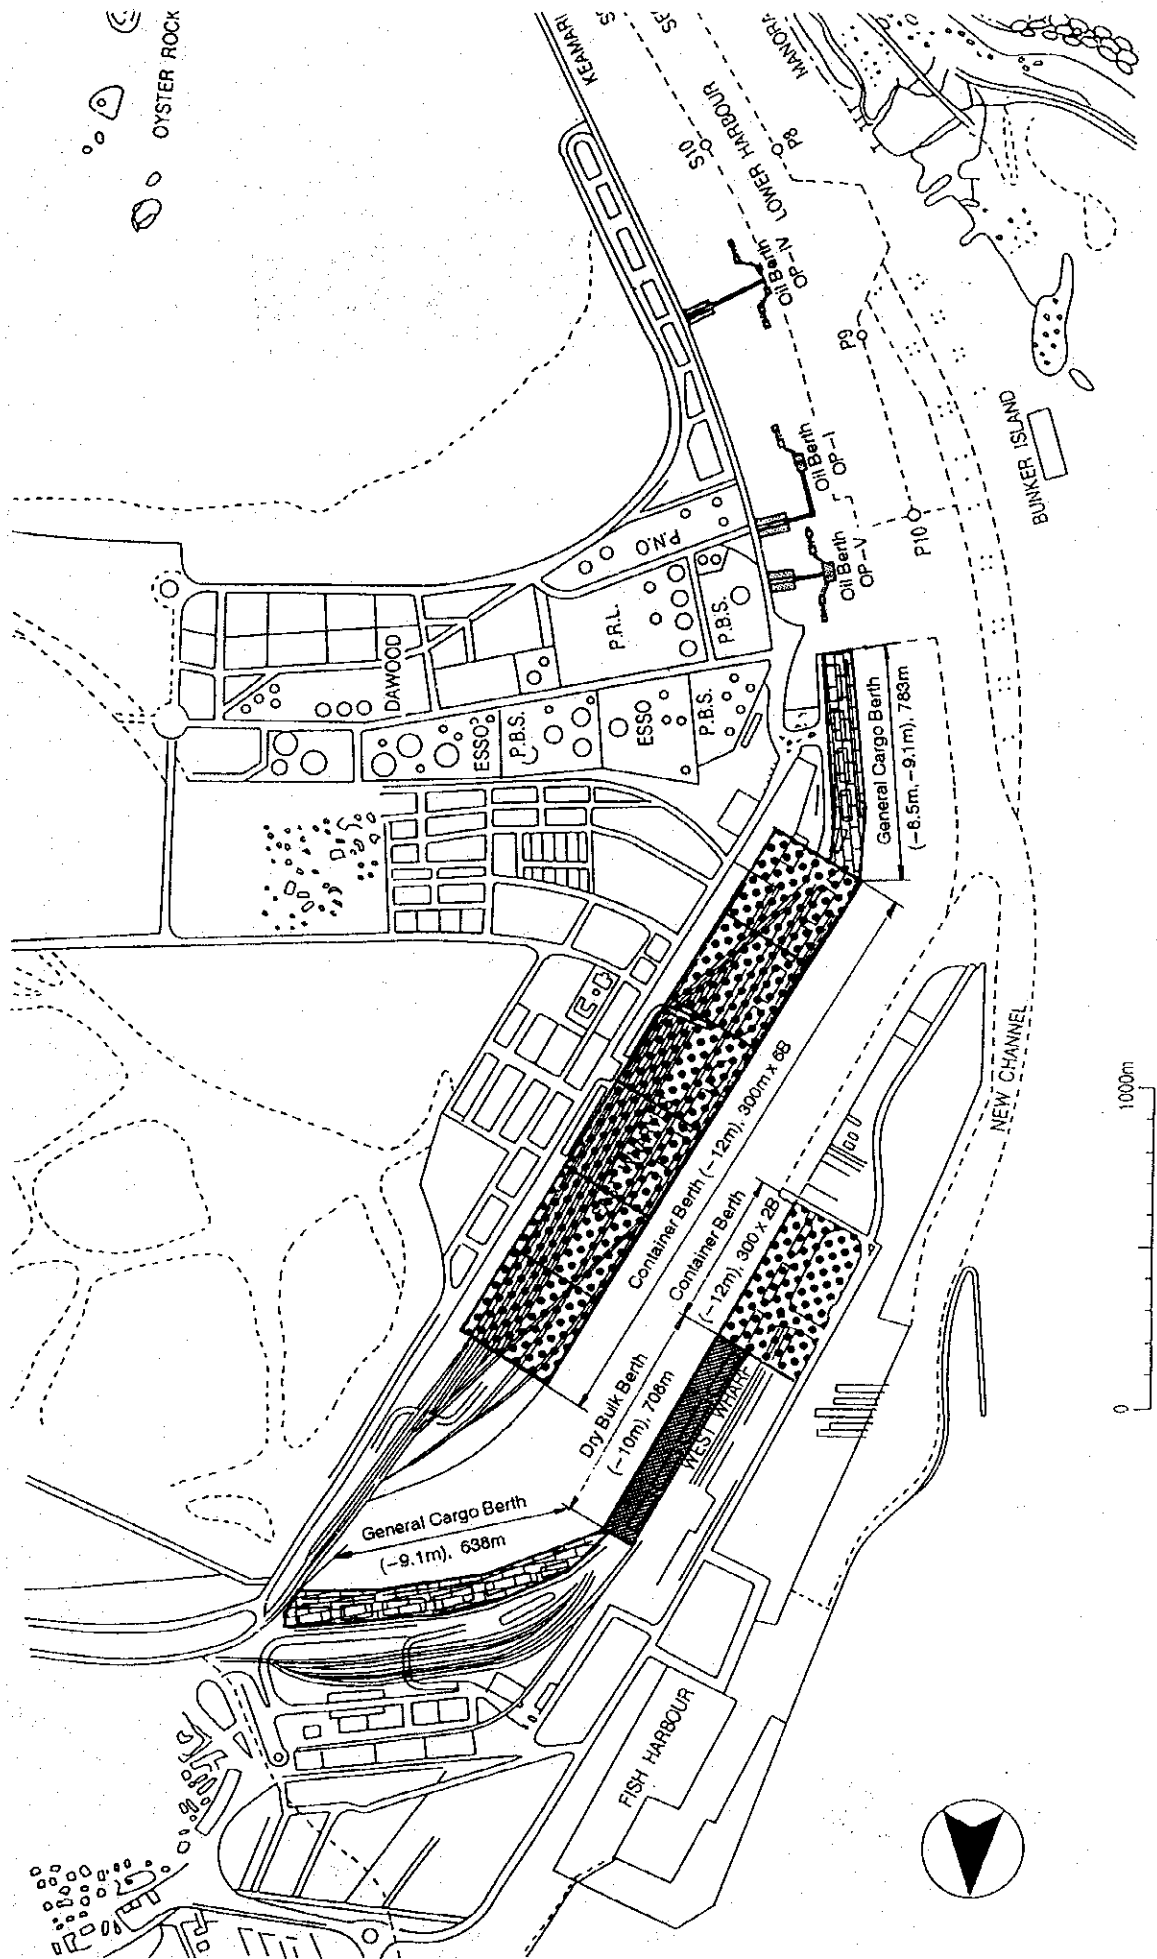 OYSTER ROCK
KEAMARI
MANORA
LOWER HARBOUR
S10
P8
Oil Berth
OP-IV
P9
Oil Berth
OP-I
P10
BUNKER ISLAND
Oil Berth
OP-V
P.N.O
P.R.L.
P.B.S.
DAWOOD
ESSO
P.B.S.
ESSO
P.B.S.
General Cargo Berth
(-8.5m, -9.1m), 783m
NEW CHANNEL
Container Berth (-12m), 300m x 6B
Container Berth
(-12m), 300 x 2B
Dry Bulk Berth
(-10m), 708m
WEST WHARF
General Cargo Berth
(-9.1m), 638m
FISH HARBOUR
0
1000m